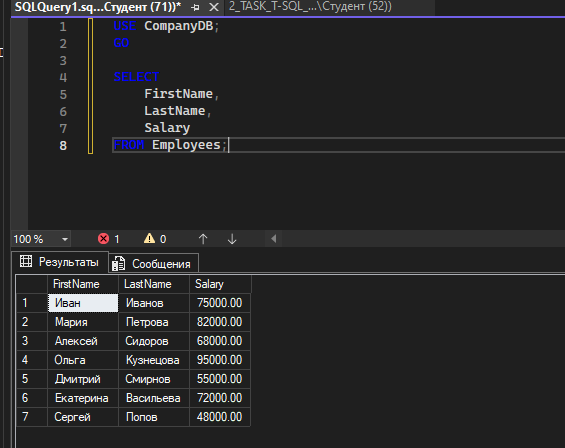 SQLQuery1.sq...Студент (71))*
2_TASK_T-SQL_...\Студент (52))
1 USE CompanyDB;
2 GO
3
4 SELECT
5 FirstName,
6 LastName,
7 Salary
8 FROM Employees;
100 % 1 0
Результаты Сообщения
FirstName LastName Salary
1 Иван Иванов 75000.00
2 Мария Петрова 82000.00
3 Алексей Сидоров 68000.00
4 Ольга Кузнецова 95000.00
5 Дмитрий Смирнов 55000.00
6 Екатерина Васильева 72000.00
7 Сергей Попов 48000.00